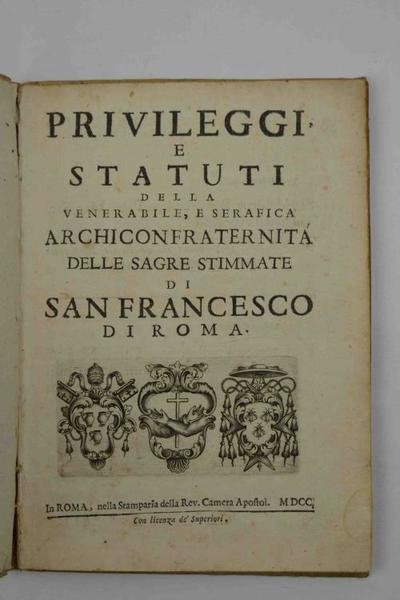 PRIVILEGGI,
E
STATUTI
DELLA
VENERABILE, E SERAFICA
ARCHICONFRATERNITÁ
DELLE SAGRE STIMMATE
DI
SAN FRANCESCO
DI ROMA.
In ROMA, nella Stamparia della Rev. Camera Apostol. MDCC.
Con licenza de' Superiori.